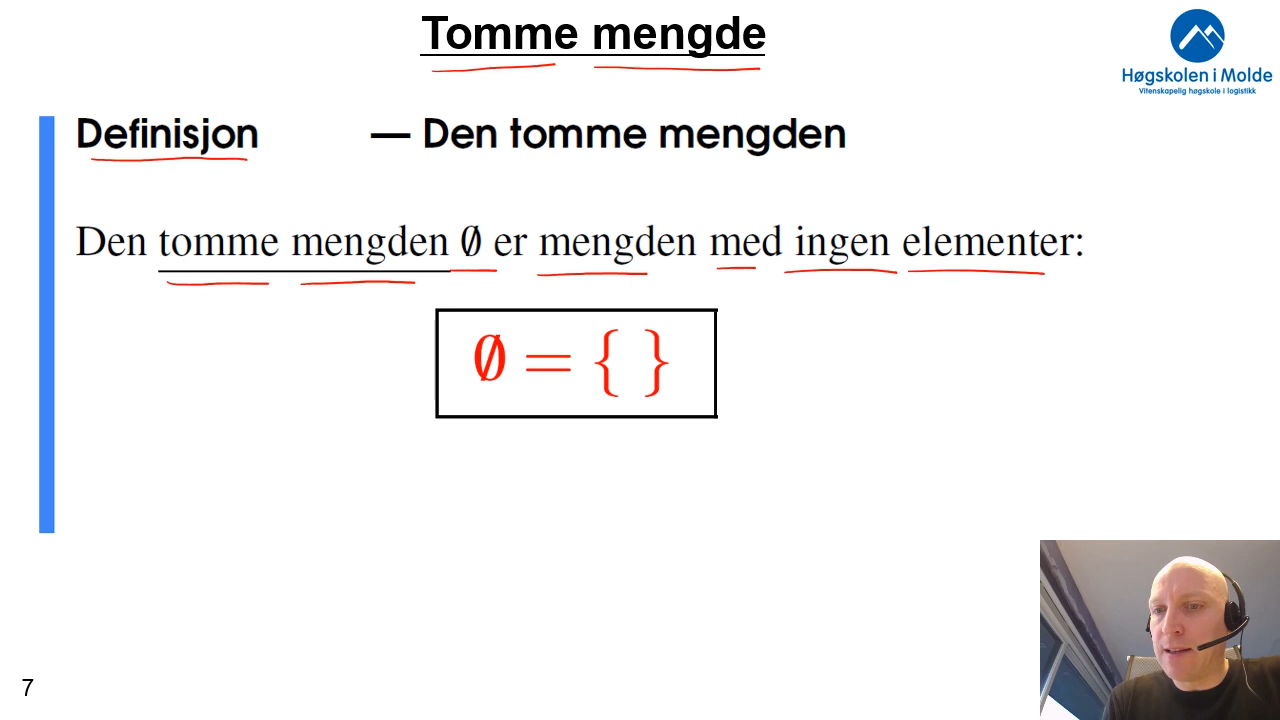 Tomme mengde
Høgskolen i Molde
Vitenskapelig høgskole i logistikk
Definisjon — Den tomme mengden
Den tomme mengden ∅ er mengden med ingen elementer:
∅ = { }
7